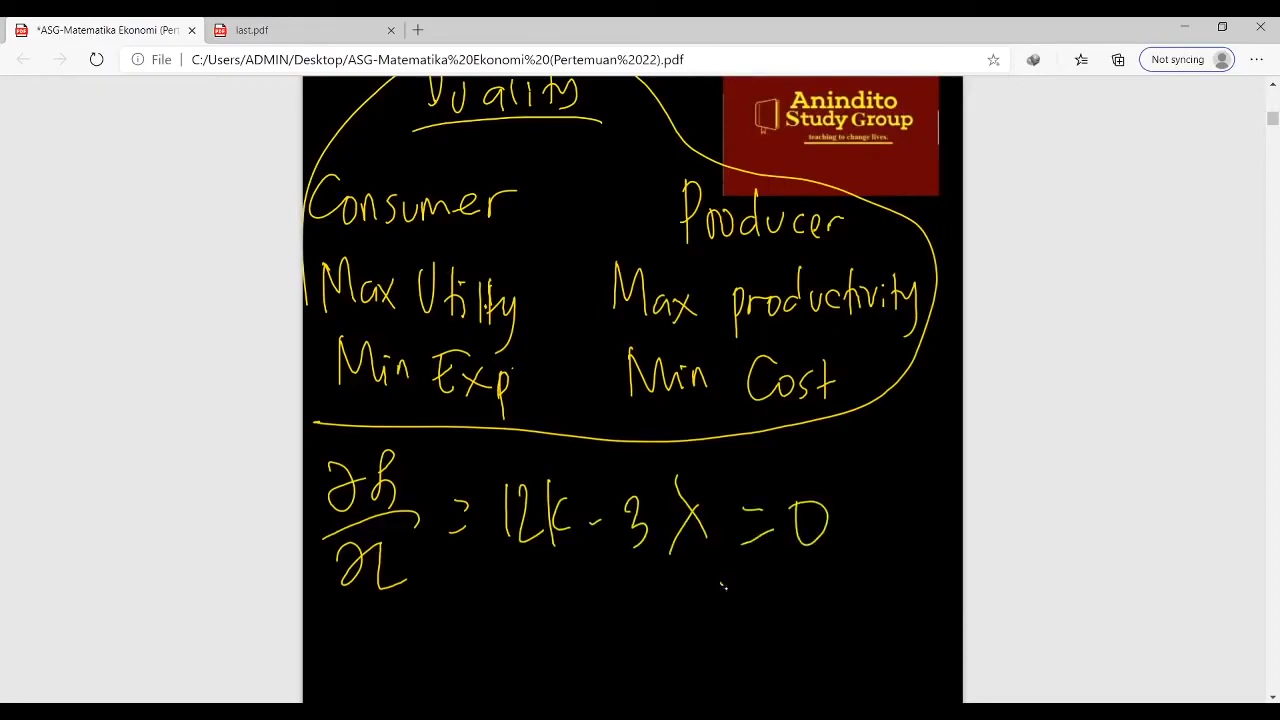 *ASG-Matematika Ekonomi (Pert
last.pdf
File
C:/Users/ADMIN/Desktop/ASG-Matematika%20Ekonomi%20(Pertemuan%2022).pdf
Not syncing
Duality
Anindito
Study Group
teaching to change lives.
Consumer
Producer
Max Utility
Max productivity
Min Exp
Min Cost
∂L/∂L = 12K - 3λ = 0